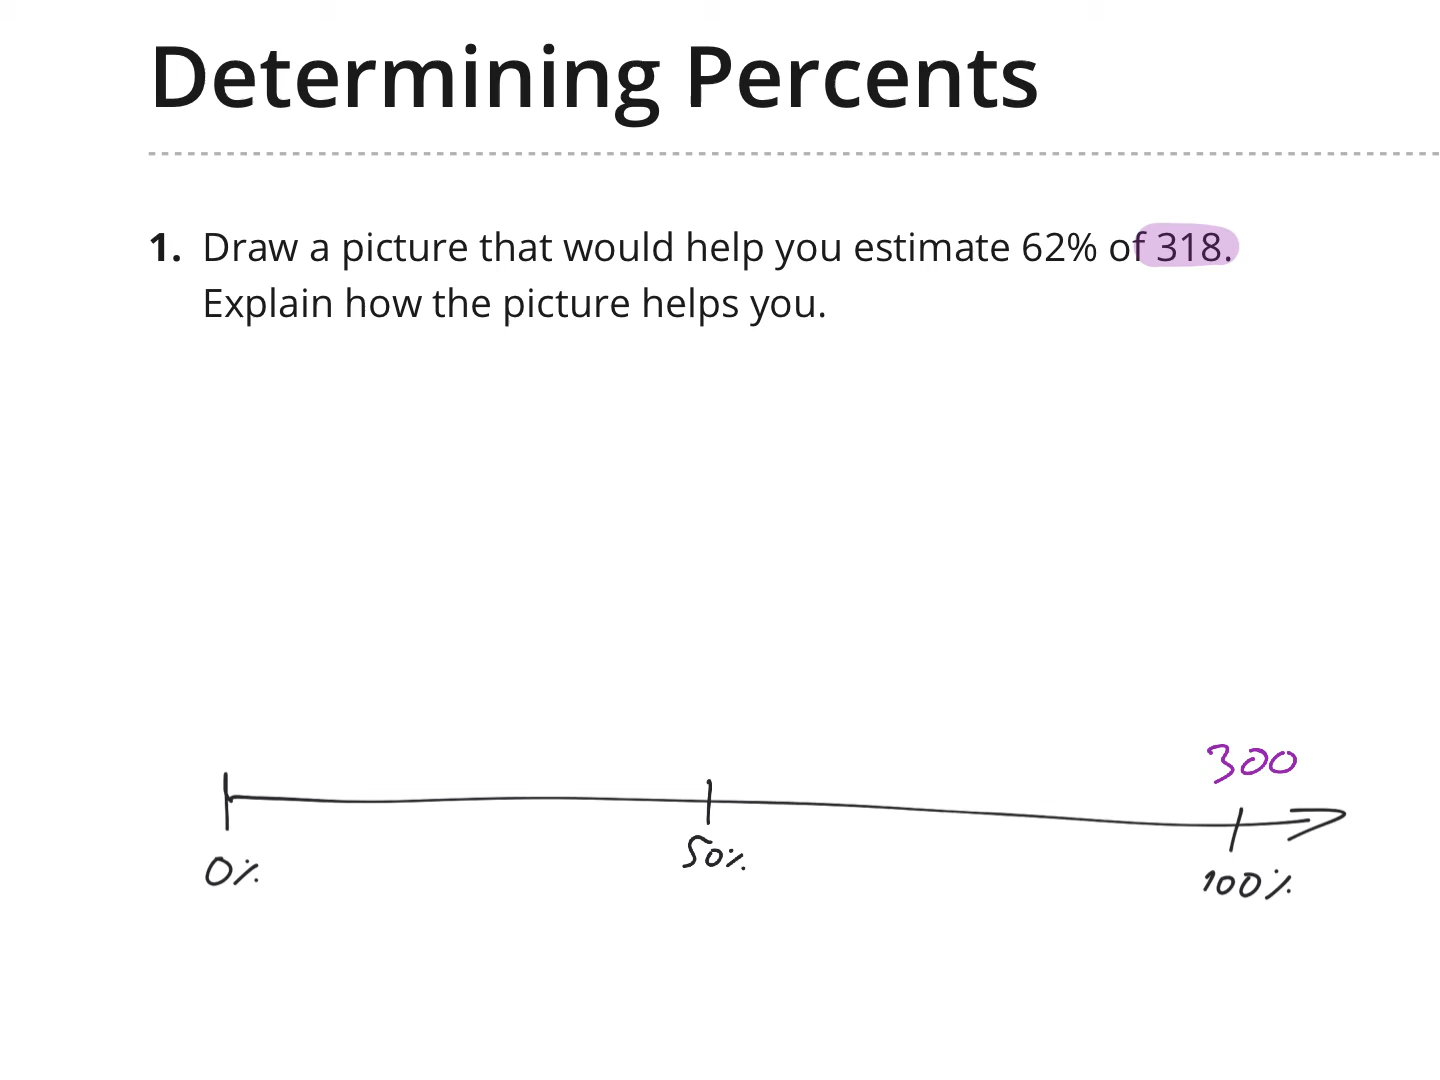 Determining Percents
1. Draw a picture that would help you estimate 62% of 318.
Explain how the picture helps you.
300
0%
50%
100%